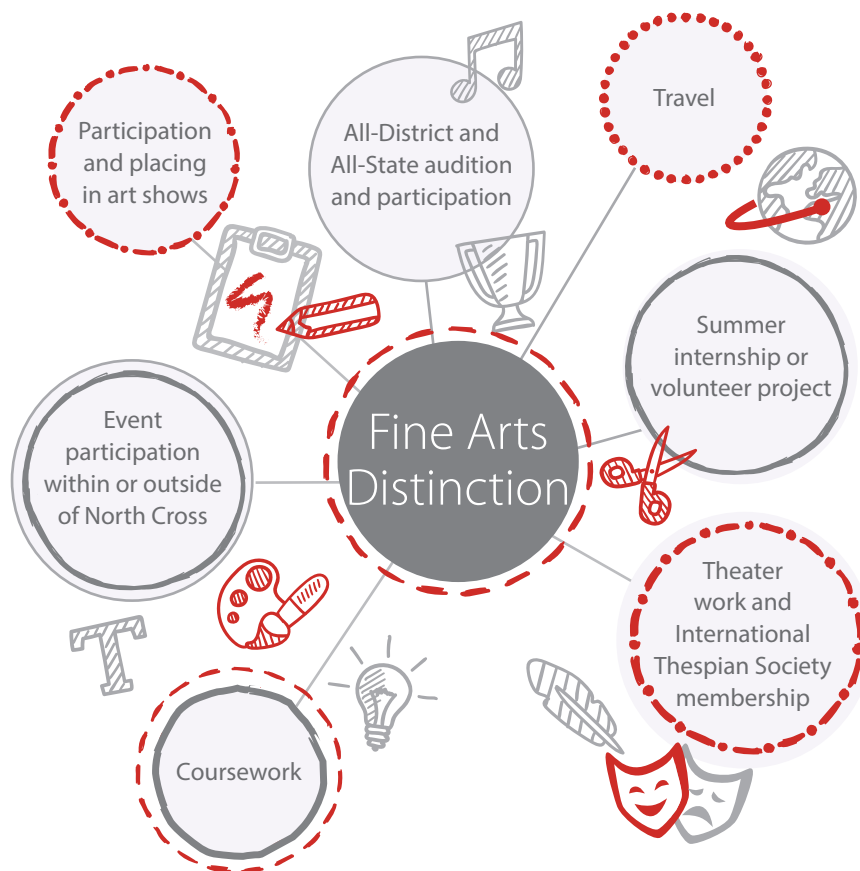 Participation
and placing
in art shows
All-District and
All-State audition
and participation
Travel
Summer
internship or
volunteer project
Fine Arts
Distinction
Event
participation
within or outside
of North Cross
Theater
work and
International
Thespian Society
membership
Coursework
T